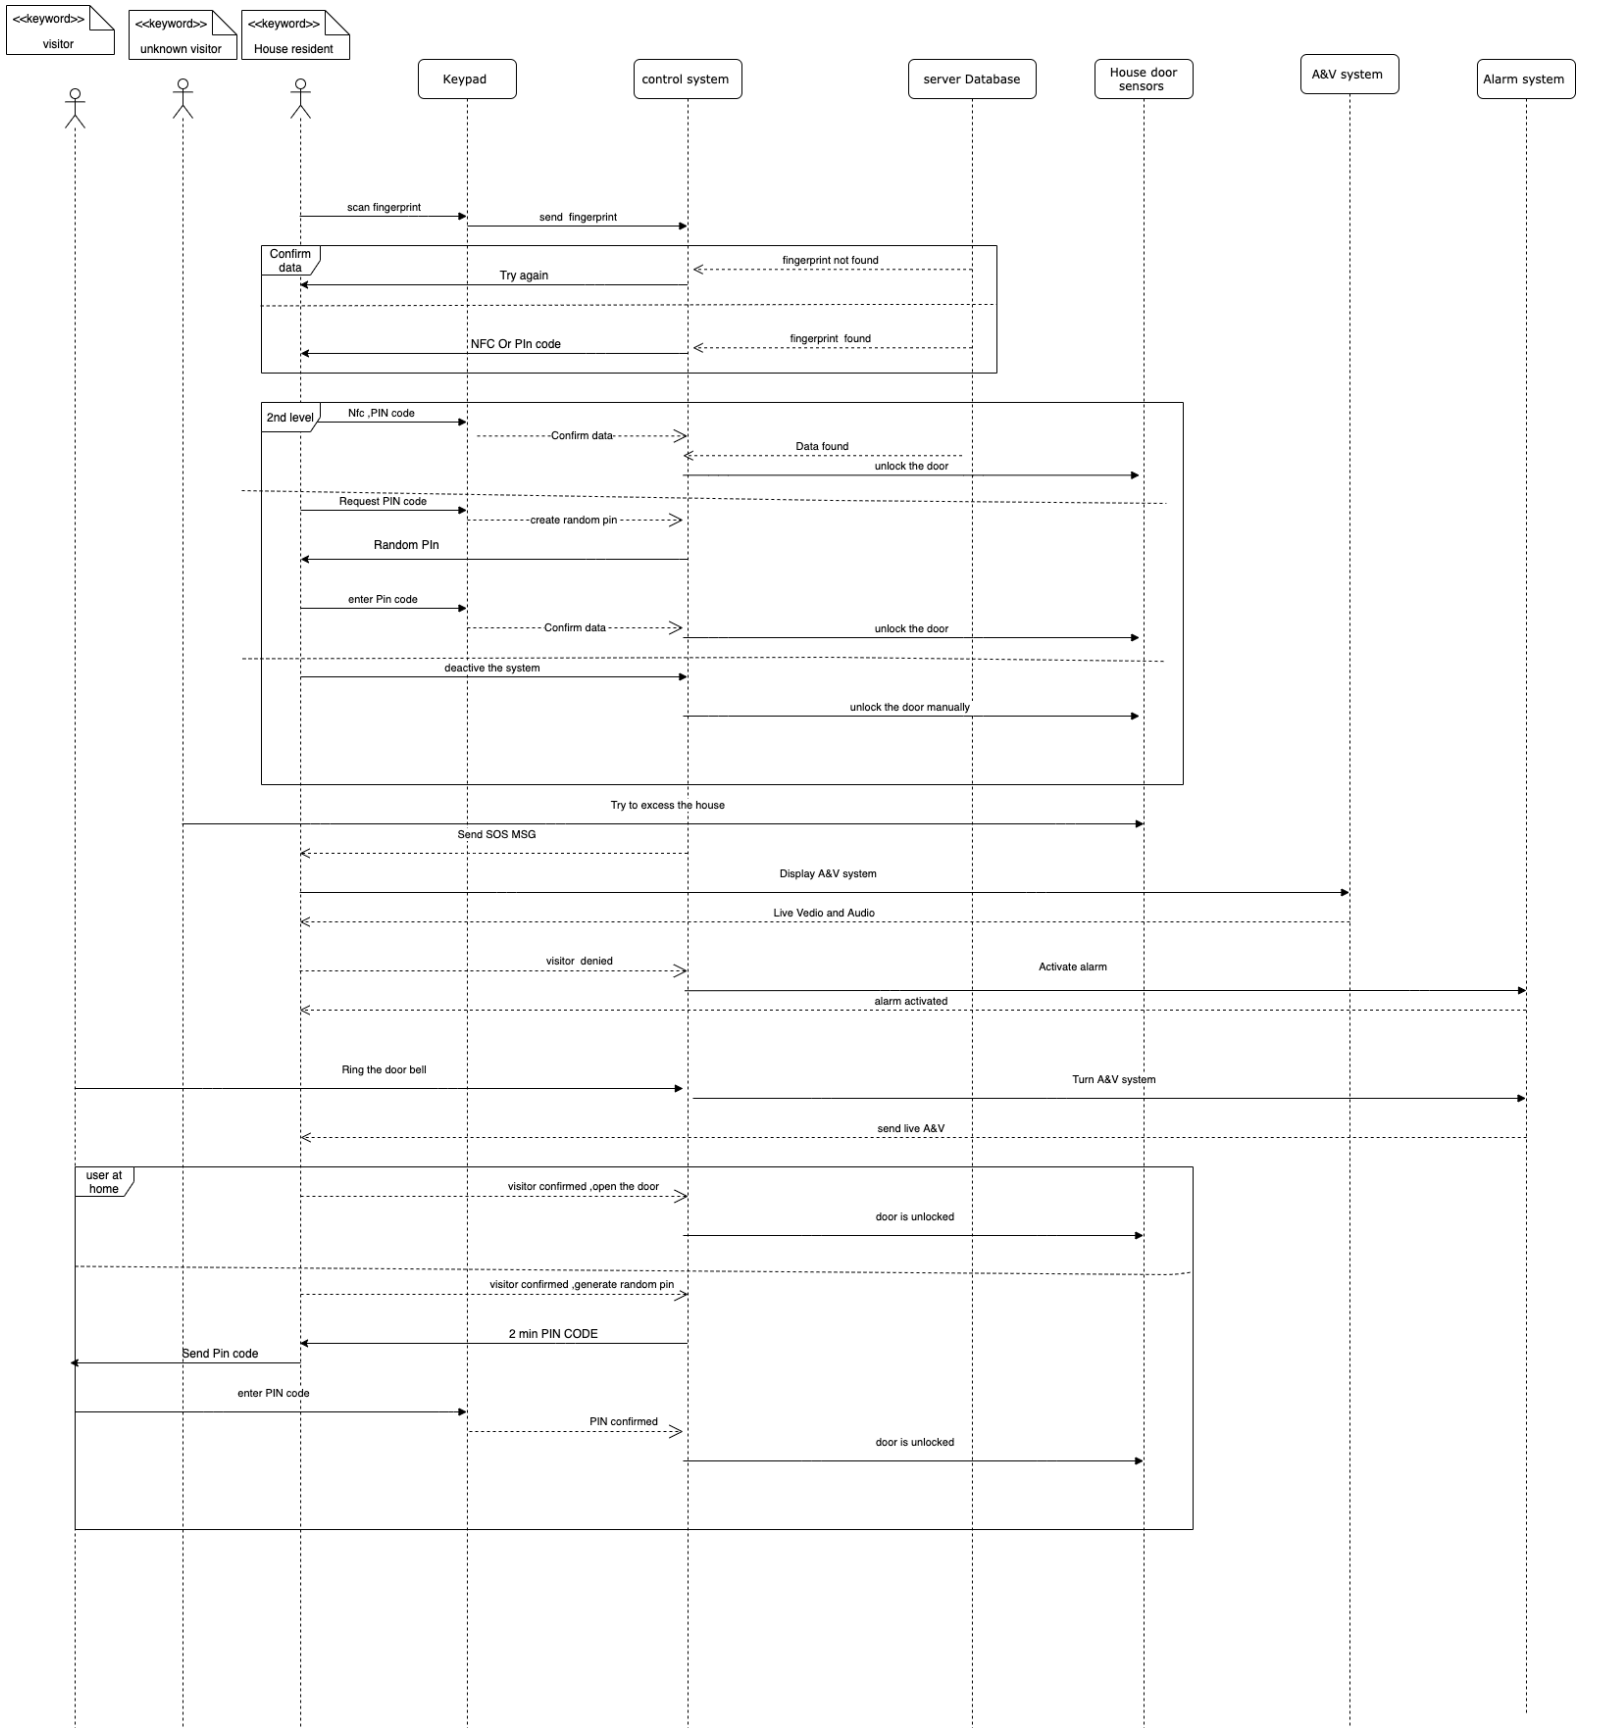 <<keyword>>
visitor
<<keyword>>
unknown visitor
<<keyword>>
House resident
Keypad
control system
server Database
House door
sensors
A&V system
Alarm system
scan fingerprint
send fingerprint
Confirm
data
fingerprint not found
Try again
fingerprint found
NFC Or PIn code
2nd level
Nfc ,PIN code
Confirm data
Data found
unlock the door
Request PIN code
create random pin
Random PIn
enter Pin code
Confirm data
unlock the door
deactive the system
unlock the door manually
Try to excess the house
Send SOS MSG
Display A&V system
Live Vedio and Audio
visitor denied
Activate alarm
alarm activated
Ring the door bell
Turn A&V system
send live A&V
user at
home
visitor confirmed ,open the door
door is unlocked
visitor confirmed ,generate random pin
2 min PIN CODE
Send Pin code
enter PIN code
PIN confirmed
door is unlocked